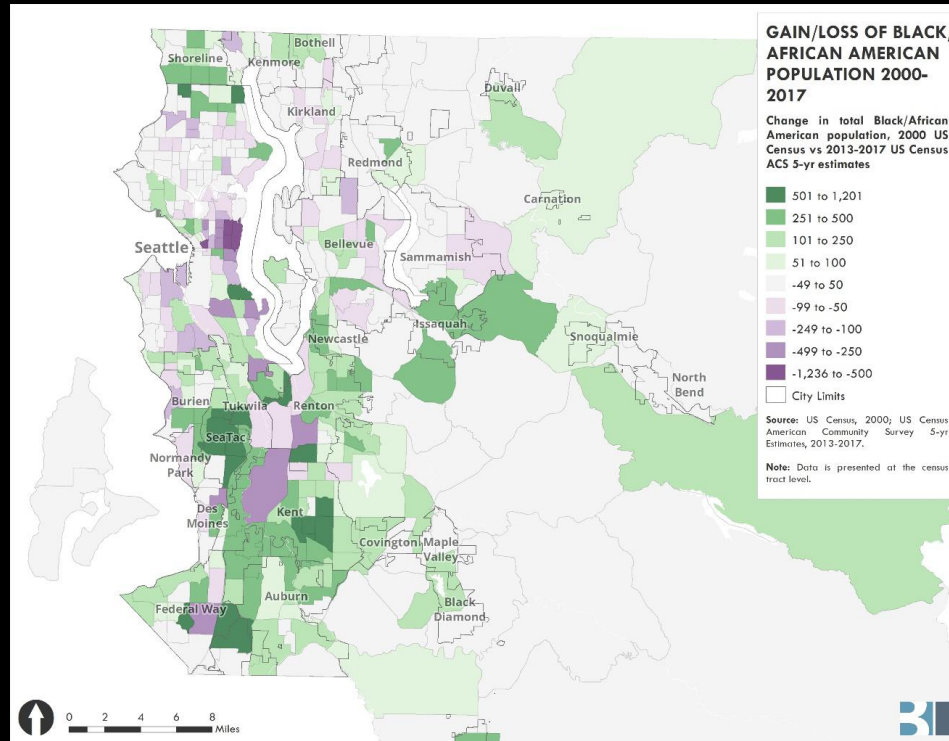 GAIN/LOSS OF BLACK/
AFRICAN AMERICAN
POPULATION 2000-
2017
Change in total Black/African
American population, 2000 US
Census vs 2013-2017 US Census
ACS 5-yr estimates
501 to 1,201
251 to 500
101 to 250
51 to 100
-49 to 50
-99 to -50
-249 to -100
-499 to -250
-1,236 to -500
City Limits
Source: US Census, 2000; US Census
American Community Survey 5-yr
Estimates, 2013-2017.
Note: Data is presented at the census
tract level.
Bothell
Shoreline
Kenmore
Duvall
Kirkland
Redmond
Carnation
Seattle
Bellevue
Sammamish
Issaquah
Newcastle
Snoqualmie
North
Bend
Burien
Tukwila
Renton
SeaTac
Normandy
Park
Des
Moines
Kent
Covington
Maple
Valley
Auburn
Federal Way
Black
Diamond
0 2 4 6 8
Miles